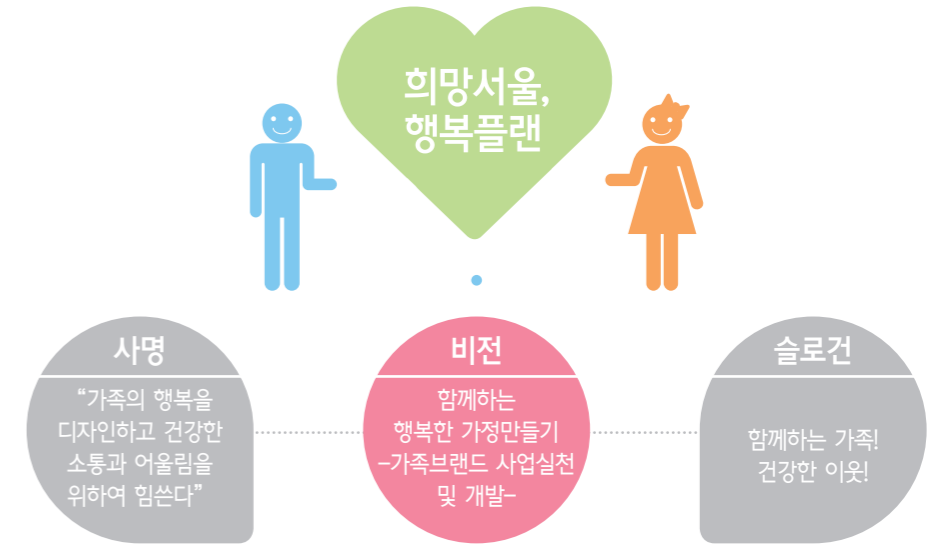 희망서울,
행복플랜
사명
“가족의 행복을
디자인하고 건강한
소통과 어울림을
위하여 힘쓴다”
비전
함께하는
행복한 가정만들기
-가족브랜드 사업실천
및 개발-
슬로건
함께하는 가족!
건강한 이웃!